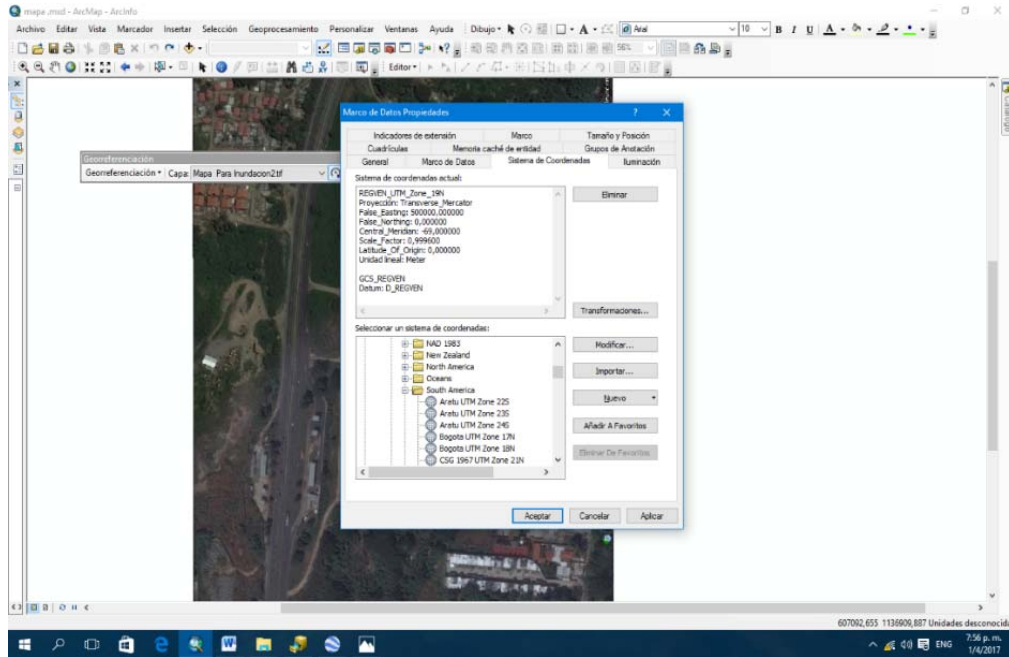 mapa .mxd - ArcMap - ArcInfo
Archivo Editar Vista Marcador Insertar Selección Geoprocesamiento Personalizar Ventanas Ayuda Dibujo A Arial 10 B I U A
56%
Editor
Catálogo
Georreferenciación
Georreferenciación Capa: Mapa Para Inundacion2.tif
Marco de Datos Propiedades ? X
Indicadores de extensión Marco Tamaño y Posición
Cuadrículas Memoria caché de entidad Grupos de Anotación
General Marco de Datos Sistema de Coordenadas Iluminación
Sistema de coordenadas actual:
REGVEN_UTM_Zone_19N
Proyección: Transverse_Mercator
False_Easting: 500000,000000
False_Northing: 0,000000
Central_Meridian: -69,000000
Scale_Factor: 0,999600
Latitude_Of_Origin: 0,000000
Unidad lineal: Meter
GCS_REGVEN
Datum: D_REGVEN
Eliminar
Transformaciones...
Seleccionar un sistema de coordenadas:
NAD 1983
New Zealand
North America
Oceans
South America
Aratu UTM Zone 22S
Aratu UTM Zone 23S
Aratu UTM Zone 24S
Bogota UTM Zone 17N
Bogota UTM Zone 18N
CSG 1967 UTM Zone 21N
Modificar...
Importar...
Nuevo
Añadir A Favoritos
Eliminar De Favoritos
Aceptar Cancelar Aplicar
607092,655 1136909,887 Unidades desconocid
ENG 7:56 p. m.
1/4/2017